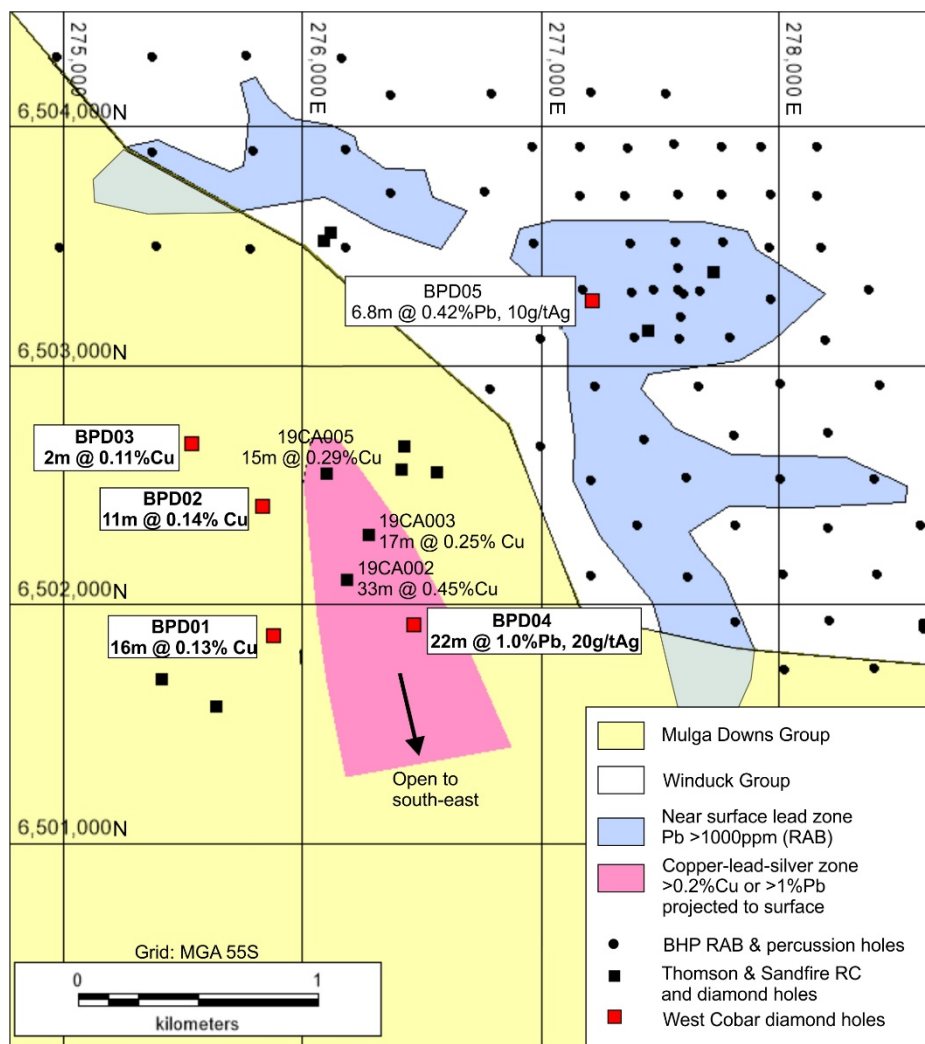 275,000E
276,000E
277,000E
278,000E
6,504,000N
BPD05
6.8m @ 0.42%Pb, 10g/tAg
6,503,000N
BPD03
2m @ 0.11%Cu
19CA005
15m @ 0.29%Cu
BPD02
11m @ 0.14% Cu
19CA003
17m @ 0.25% Cu
19CA002
33m @ 0.45%Cu
6,502,000N
BPD01
16m @ 0.13% Cu
BPD04
22m @ 1.0%Pb, 20g/tAg
Open to
south-east
6,501,000N
Mulga Downs Group
Winduck Group
Near surface lead zone
Pb >1000ppm (RAB)
Copper-lead-silver zone
>0.2%Cu or >1%Pb
projected to surface
BHP RAB & percussion holes
Thomson & Sandfire RC
and diamond holes
West Cobar diamond holes
Grid: MGA 55S
0 1
kilometers